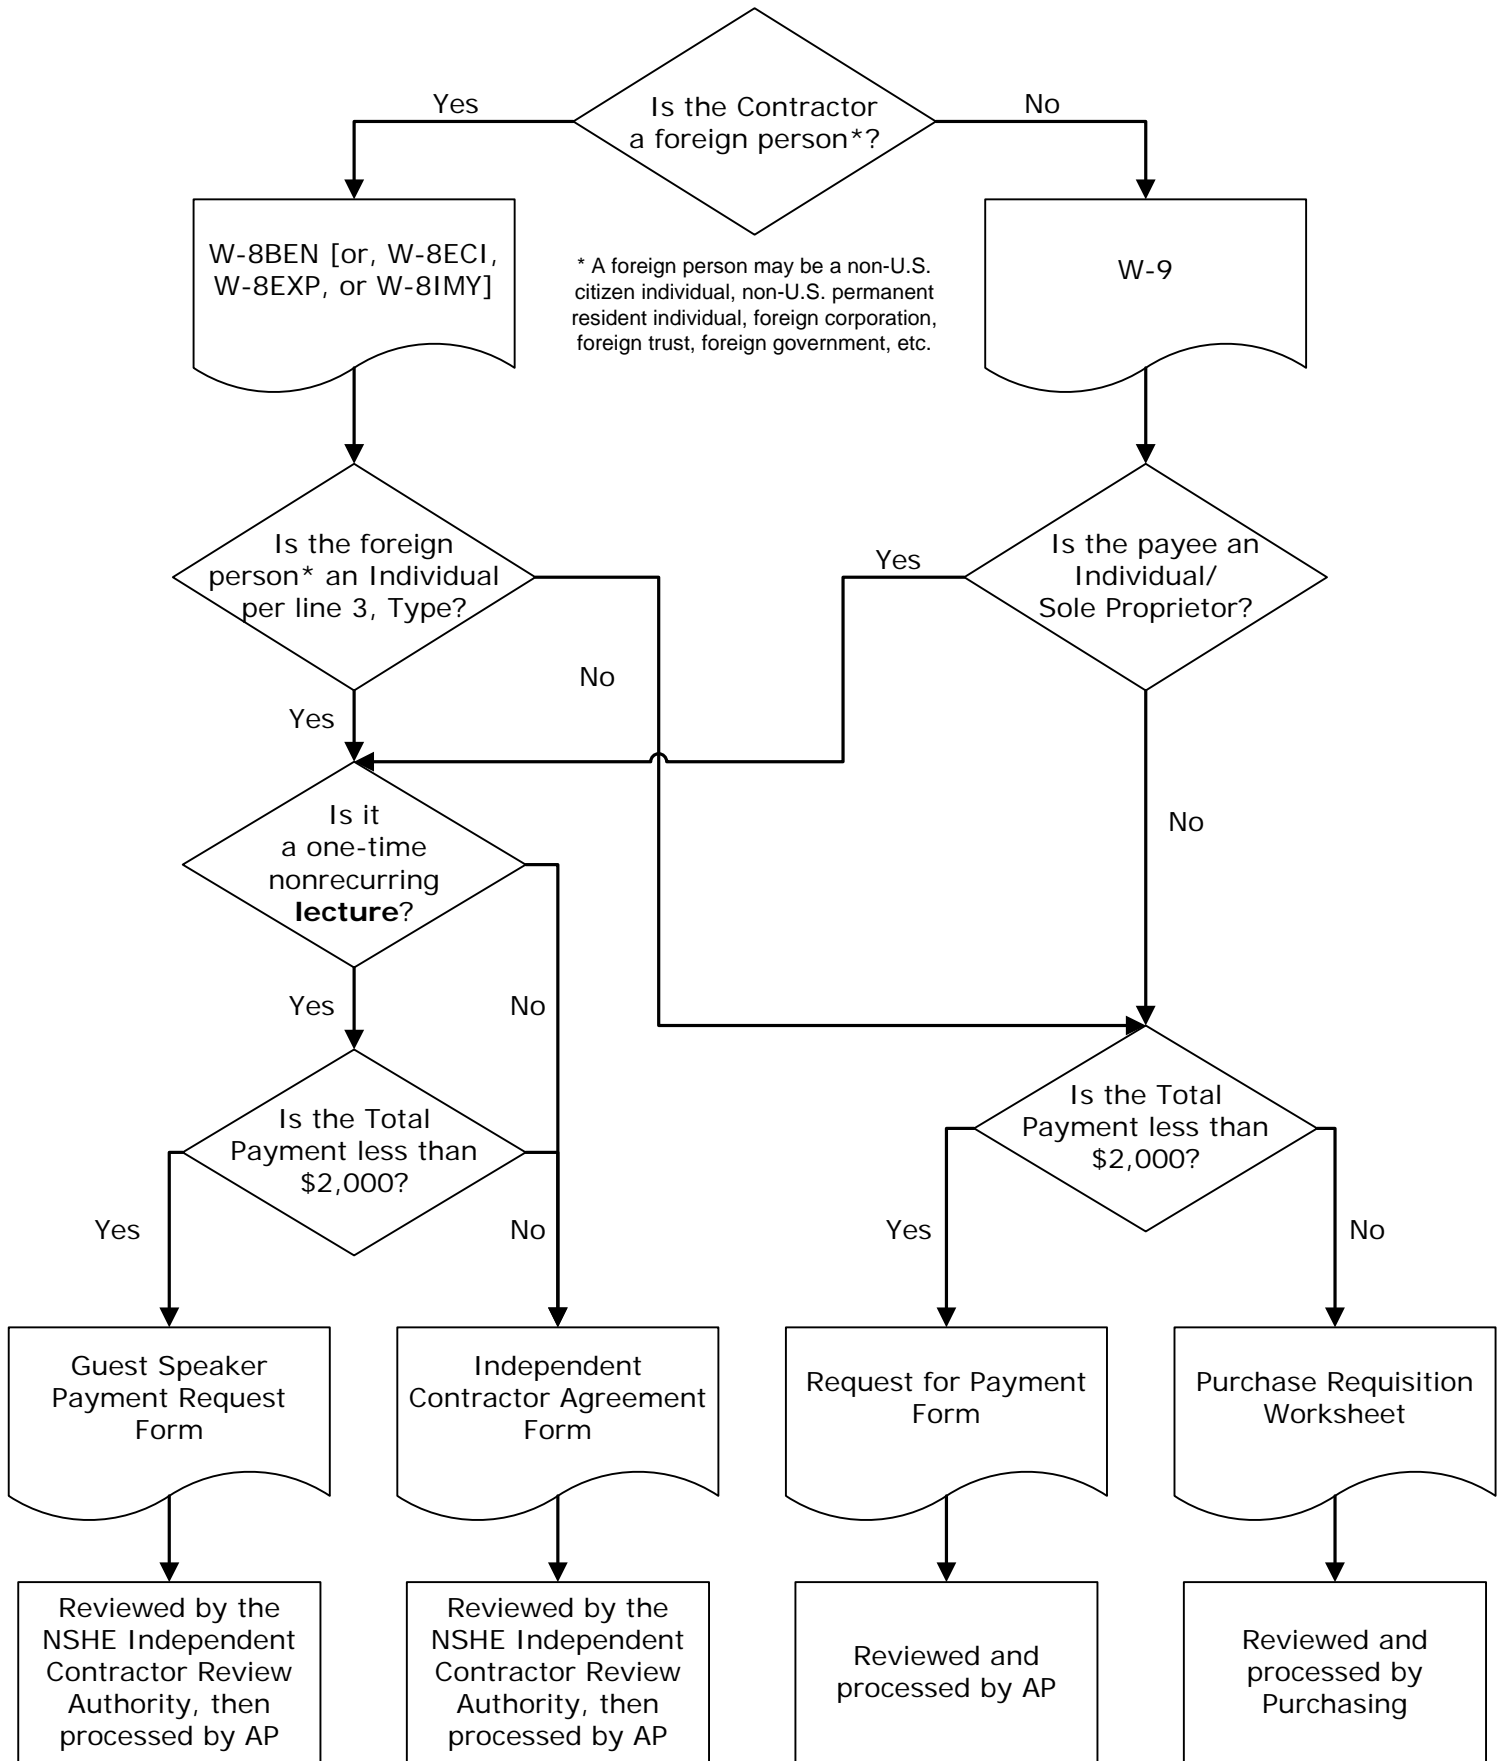 Is the Contractor
a foreign person*?
Yes
No
W-8BEN [or, W-8ECI,
W-8EXP, or W-8IMY]
* A foreign person may be a non-U.S.
citizen individual, non-U.S. permanent
resident individual, foreign corporation,
foreign trust, foreign government, etc.
W-9
Is the foreign
person* an Individual
per line 3, Type?
Yes
Is the payee an
Individual/
Sole Proprietor?
No
Yes
No
Is it
a one-time
nonrecurring
lecture?
Yes
No
Is the Total
Payment less than
$2,000?
Is the Total
Payment less than
$2,000?
Yes
No
Yes
No
Guest Speaker
Payment Request
Form
Independent
Contractor Agreement
Form
Request for Payment
Form
Purchase Requisition
Worksheet
Reviewed by the
NSHE Independent
Contractor Review
Authority, then
processed by AP
Reviewed by the
NSHE Independent
Contractor Review
Authority, then
processed by AP
Reviewed and
processed by AP
Reviewed and
processed by
Purchasing